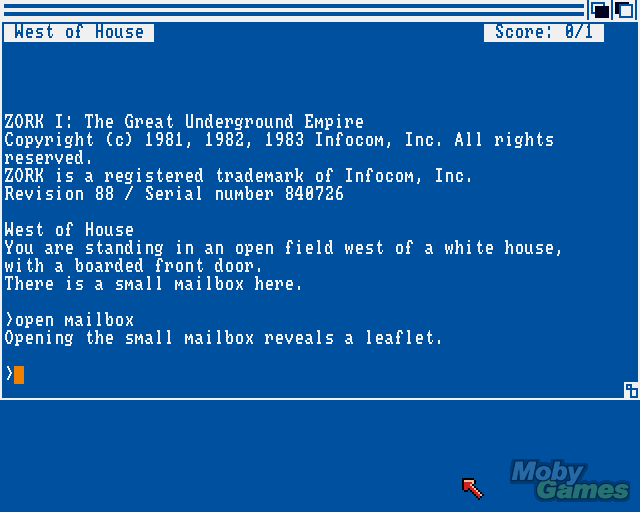 West of House Score: 0/1
ZORK I: The Great Underground Empire
Copyright (c) 1981, 1982, 1983 Infocom, Inc. All rights
reserved.
ZORK is a registered trademark of Infocom, Inc.
Revision 88 / Serial number 840726
West of House
You are standing in an open field west of a white house,
with a boarded front door.
There is a small mailbox here.
>open mailbox
Opening the small mailbox reveals a leaflet.
>
Moby
Games